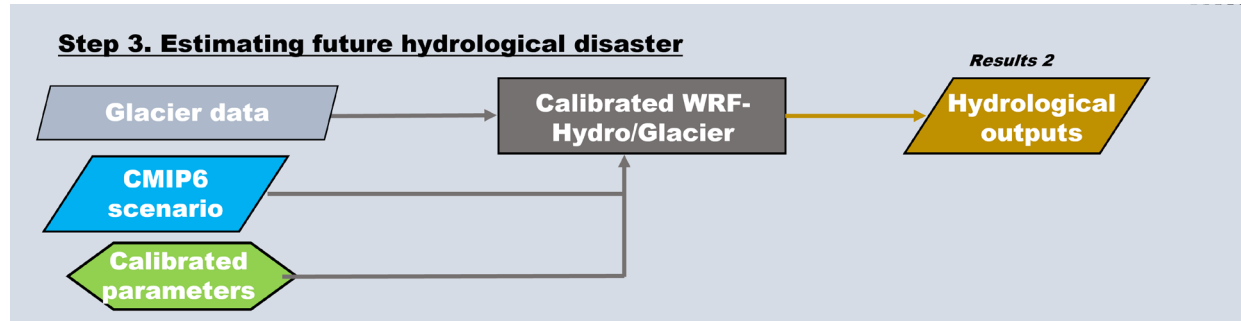 Step 3. Estimating future hydrological disaster
Results 2
Glacier data
Calibrated WRF-
Hydro/Glacier
Hydrological
outputs
CMIP6
scenario
Calibrated
parameters